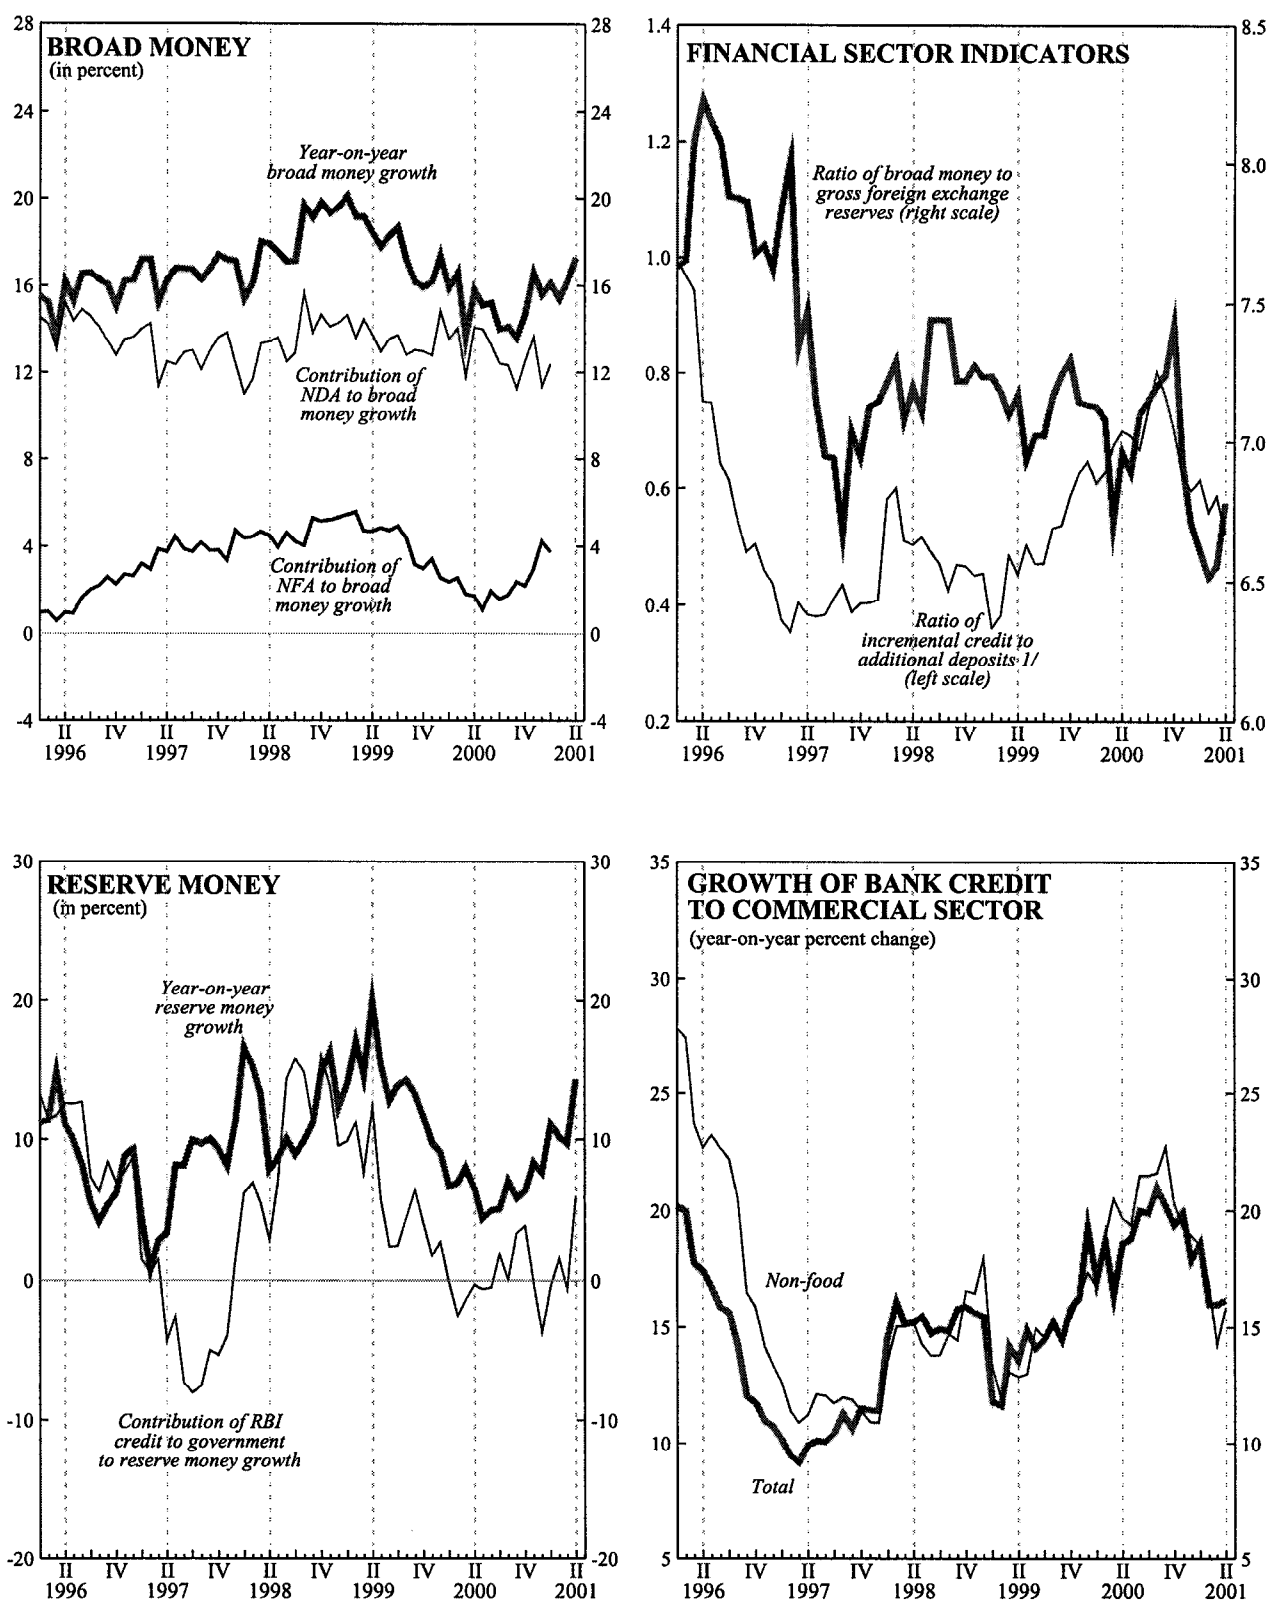 BROAD MONEY
(in percent)
28
24
20
16
12
8
4
0
-4
28
24
20
16
12
8
4
0
-4
Year-on-year
broad money growth
Contribution of
NDA to broad
money growth
Contribution of
NFA to broad
money growth
II IV II IV II IV II IV II IV II
1996 1997 1998 1999 2000 2001
FINANCIAL SECTOR INDICATORS
1.4
1.2
1.0
0.8
0.6
0.4
0.2
8.5
8.0
7.5
7.0
6.5
6.0
Ratio of broad money to
gross foreign exchange
reserves (right scale)
Ratio of
incremental credit to
additional deposits 1/
(left scale)
II IV II IV II IV II IV II IV II
1996 1997 1998 1999 2000 2001
RESERVE MONEY
(in percent)
30
20
10
0
-10
-20
30
20
10
0
-10
-20
Year-on-year
reserve money
growth
Contribution of RBI
credit to government
to reserve money growth
II IV II IV II IV II IV II IV II
1996 1997 1998 1999 2000 2001
GROWTH OF BANK CREDIT
TO COMMERCIAL SECTOR
(year-on-year percent change)
35
30
25
20
15
10
5
35
30
25
20
15
10
5
Non-food
Total
II IV II IV II IV II IV II IV II
1996 1997 1998 1999 2000 2001